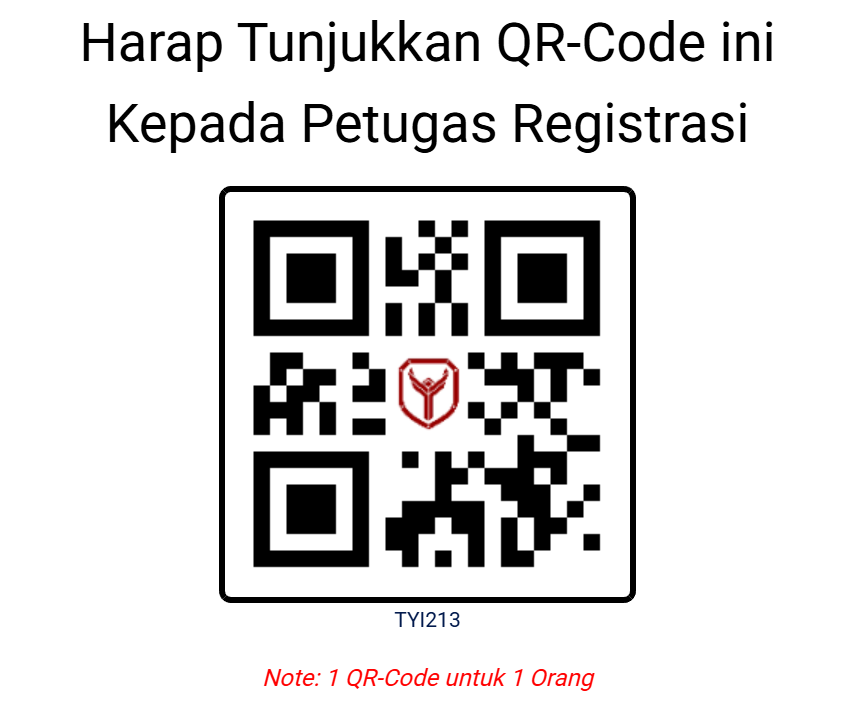 Harap Tunjukkan QR-Code ini
Kepada Petugas Registrasi
TYI213
Note: 1 QR-Code untuk 1 Orang